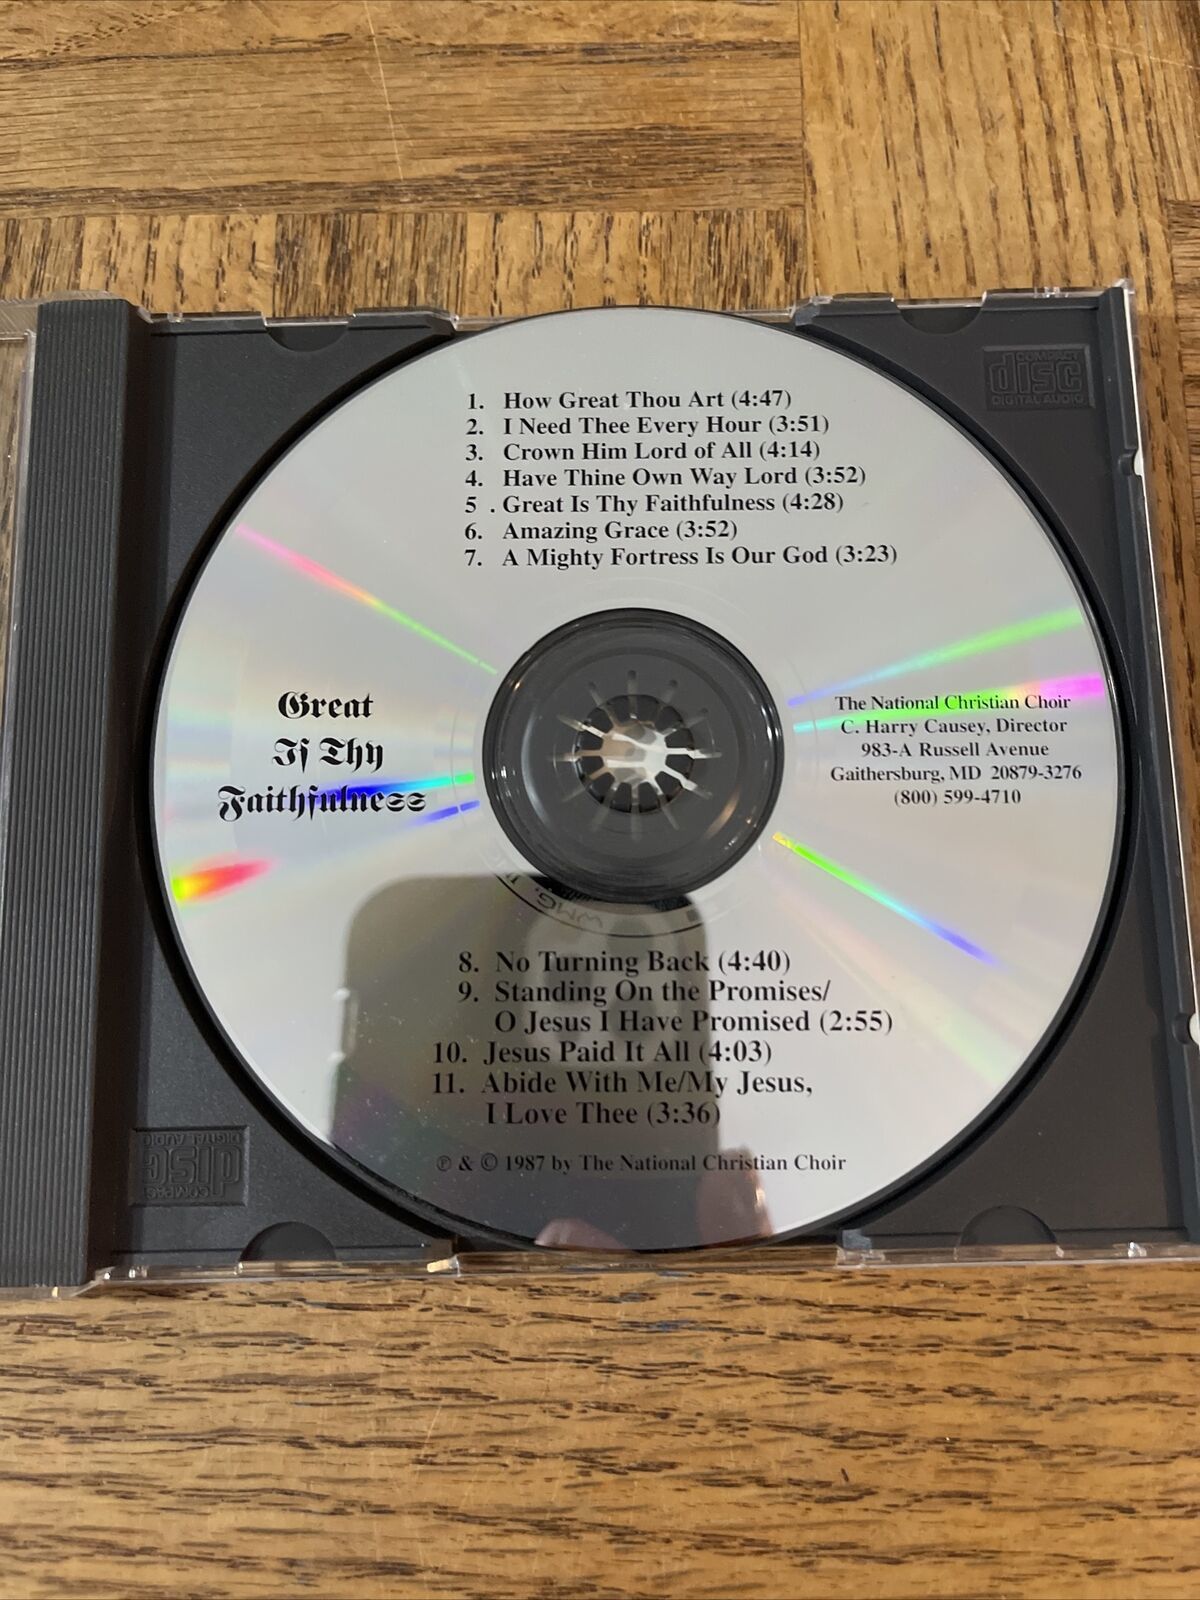 COMPACT
disc
DIGITAL AUDIO
1. How Great Thou Art (4:47)
2. I Need Thee Every Hour (3:51)
3. Crown Him Lord of All (4:14)
4. Have Thine Own Way Lord (3:52)
5 . Great Is Thy Faithfulness (4:28)
6. Amazing Grace (3:52)
7. A Mighty Fortress Is Our God (3:23)
Great
Is Thy
Faithfulness
The National Christian Choir
C. Harry Causey, Director
983-A Russell Avenue
Gaithersburg, MD 20879-3276
(800) 599-4710
WMG,
8. No Turning Back (4:40)
9. Standing On the Promises/
O Jesus I Have Promised (2:55)
10. Jesus Paid It All (4:03)
11. Abide With Me/My Jesus,
I Love Thee (3:36)
℗ & © 1987 by The National Christian Choir
COMPACT
disc
DIGITAL AUDIO